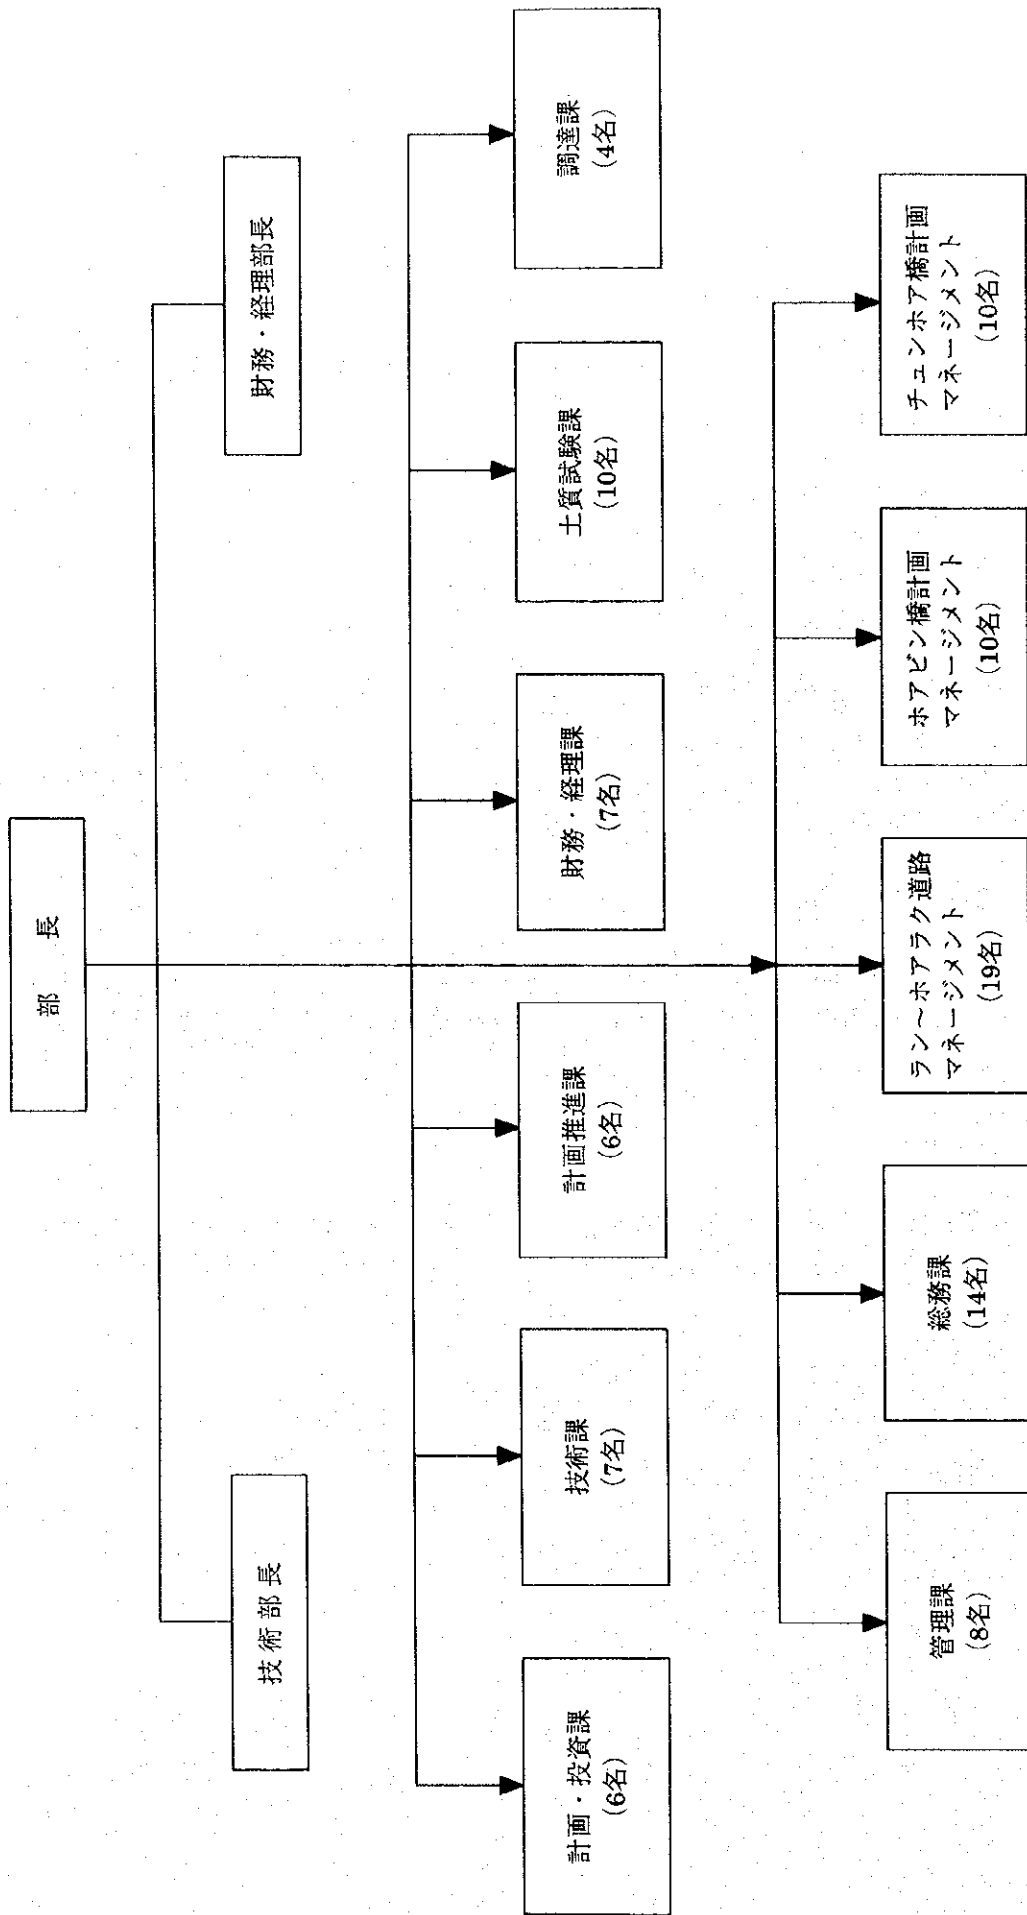 部　長
技術部長
財務・経理部長
計画・投資課
(6名)
技術課
(7名)
計画推進課
(6名)
財務・経理課
(7名)
土質試験課
(10名)
調達課
(4名)
管理課
(8名)
総務課
(14名)
ラン〜ホアラク道路
マネージメント
(19名)
ホアビン橋計画
マネージメント
(10名)
チュンホア橋計画
マネージメント
(10名)